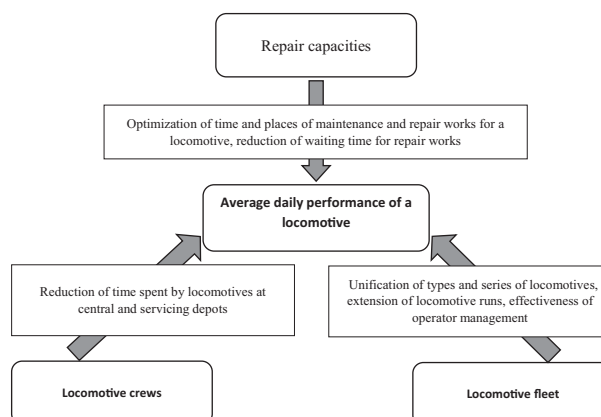 Repair capacities
Optimization of time and places of maintenance and repair works for a
locomotive, reduction of waiting time for repair works
Average daily performance of a
locomotive
Reduction of time spent by locomotives at
central and servicing depots
Unification of types and series of locomotives,
extension of locomotive runs, effectiveness of
operator management
Locomotive crews
Locomotive fleet